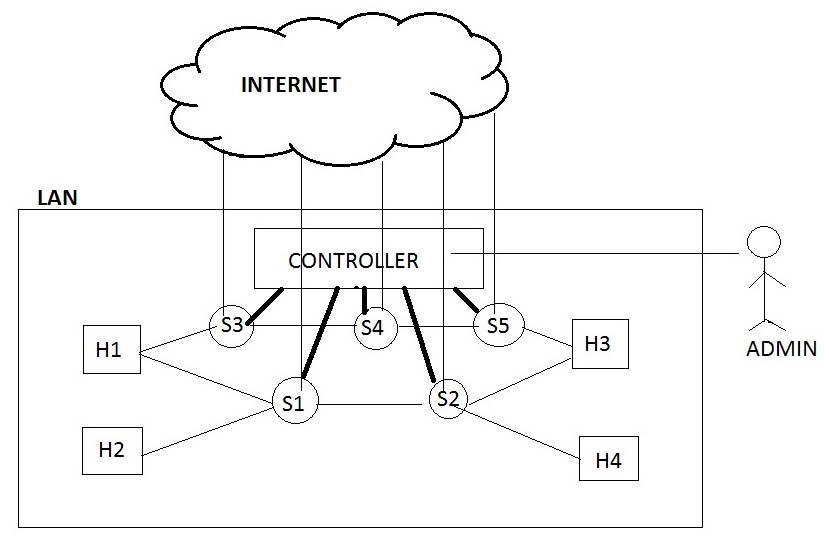 INTERNET
LAN
CONTROLLER
S3
S4
S5
H1
H3
ADMIN
S1
S2
H2
H4